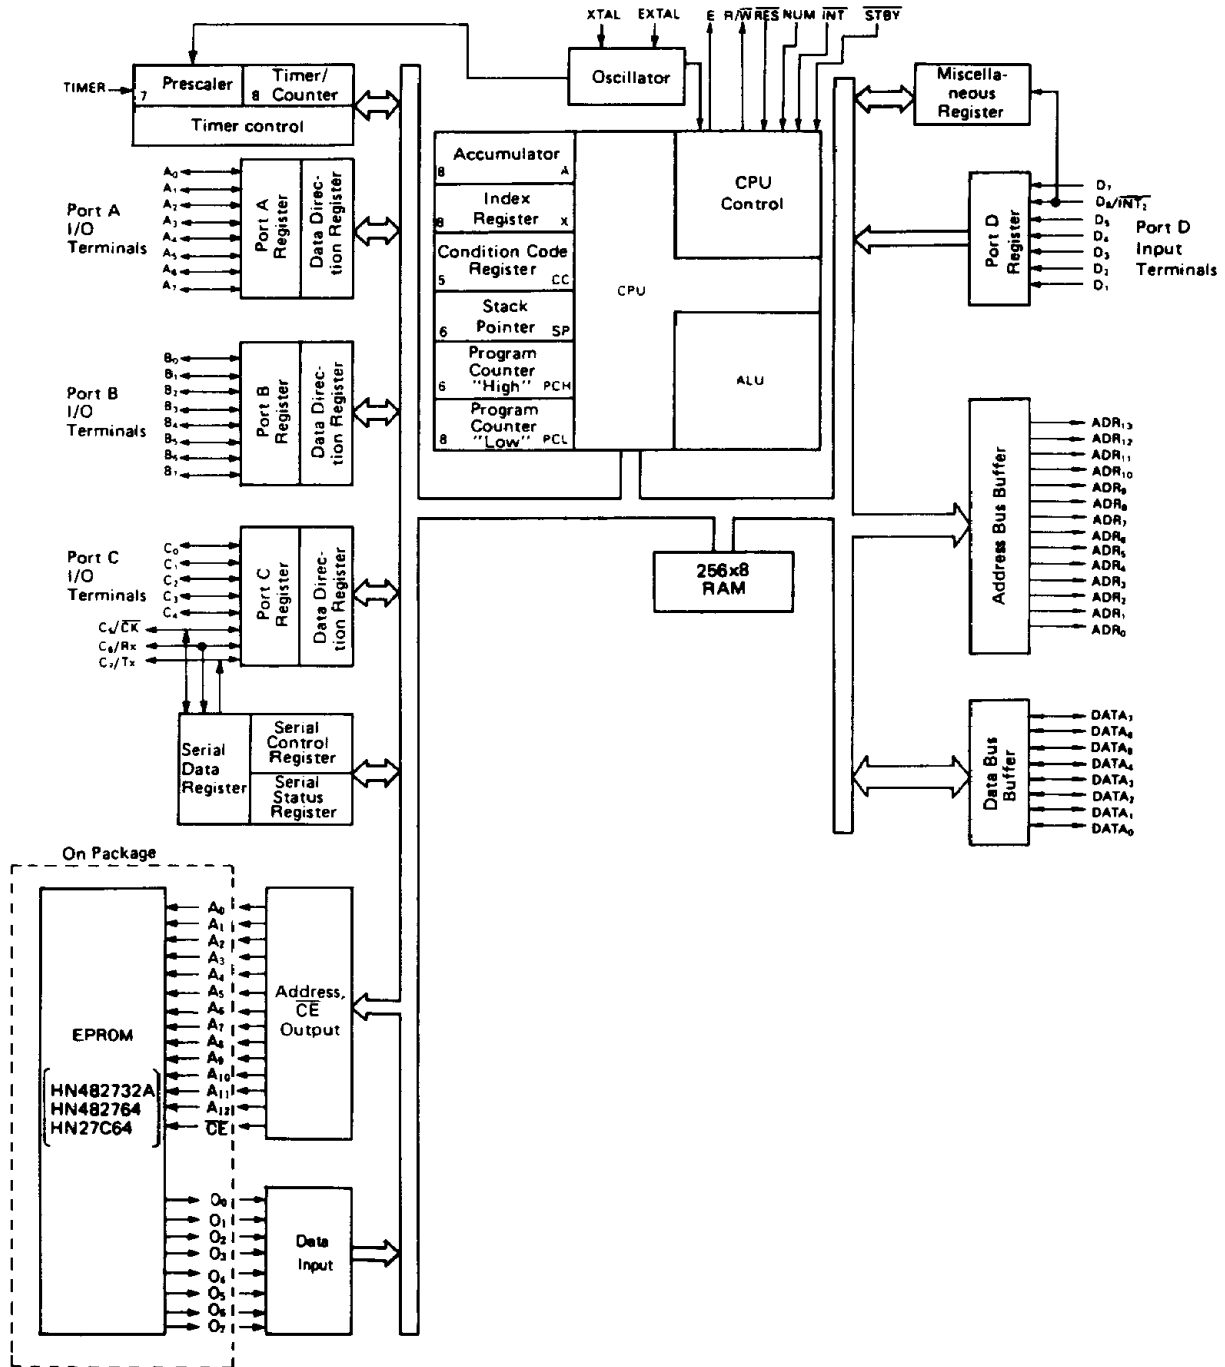 XTAL EXTAL E R/W̅ R̅E̅S̅ NUM I̅N̅T̅ S̅T̅B̅Y̅
TIMER
Prescaler
7
Timer/
Counter
8
Timer control
Oscillator
Miscella-
neous
Register
Port A
I/O
Terminals
A₀
A₁
A₂
A₃
A₄
A₅
A₆
A₇
Port A
Register
Data Direc-
tion Register
Accumulator
8 A
Index
Register
8 X
Condition Code
Register
5 CC
Stack
Pointer
6 SP
Program
Counter
"High"
6 PCH
Program
Counter
"Low"
8 PCL
CPU
CPU
Control
ALU
Port D
Register
D₇
D₆/I̅N̅T̅₂
D₅
D₄
D₃
D₂
D₁
Port D
Input
Terminals
Port B
I/O
Terminals
B₀
B₁
B₂
B₃
B₄
B₅
B₆
B₇
Port B
Register
Data Direc-
tion Register
Address Bus Buffer
ADR₁₃
ADR₁₂
ADR₁₁
ADR₁₀
ADR₉
ADR₈
ADR₇
ADR₆
ADR₅
ADR₄
ADR₃
ADR₂
ADR₁
ADR₀
Port C
I/O
Terminals
C₀
C₁
C₂
C₃
C₄
C₅/C̅K̅
C₆/Rx
C₇/Tx
Port C
Register
Data Direc-
tion Register
256x8
RAM
Serial
Data
Register
Serial
Control
Register
Serial
Status
Register
Data Bus
Buffer
DATA₇
DATA₆
DATA₅
DATA₄
DATA₃
DATA₂
DATA₁
DATA₀
On Package
EPROM
HN482732A
HN482764
HN27C64
A₀
A₁
A₂
A₃
A₄
A₅
A₆
A₇
A₈
A₉
A₁₀
A₁₁
A₁₂
C̅E̅
Address,
C̅E̅
Output
O₀
O₁
O₂
O₃
O₄
O₅
O₆
O₇
Data
Input